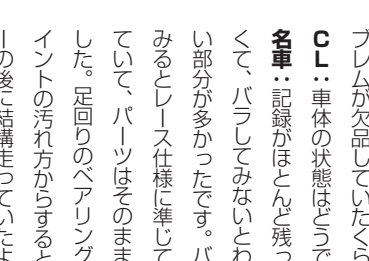 ブレムが欠品していたくら
CL：車体の状態はどうで
名車：記録がほとんど残っ
くて、バラしてみないとわ
い部分が多かったです。バ
みるとレース仕様に準じて
ていて、パーツはそのまま
した。足回りのベアリング
イントの汚れ方からすると
ーの後に結構走っていたよ